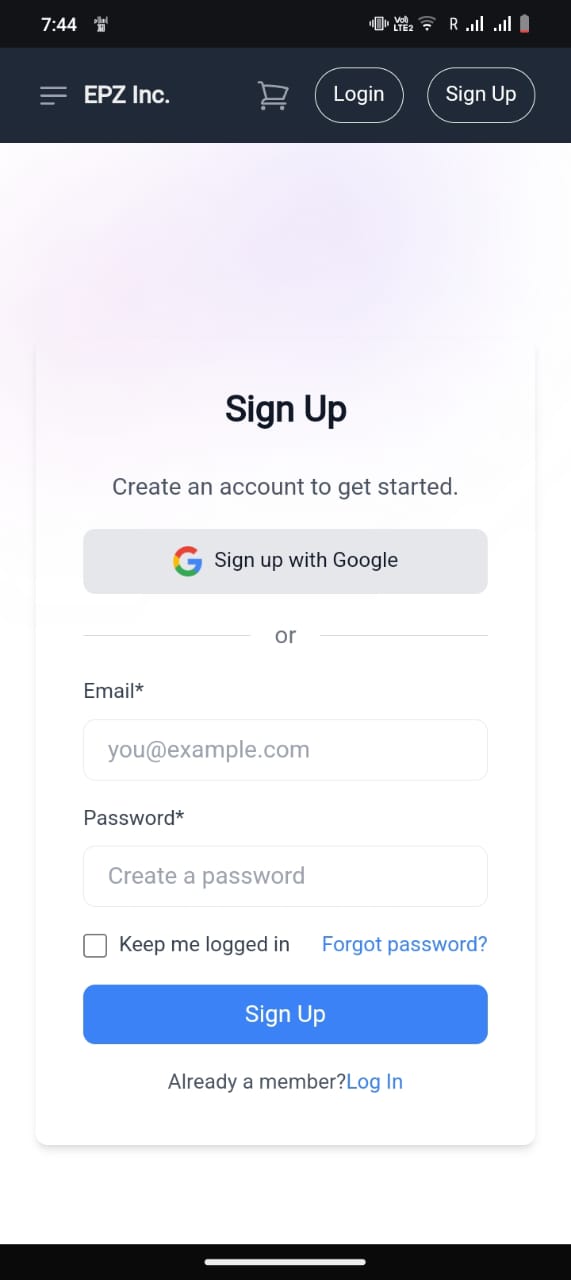 7:44 Vo) LTE2 R
EPZ Inc. Login Sign Up
Sign Up
Create an account to get started.
Sign up with Google
or
Email*
you@example.com
Password*
Create a password
Keep me logged in Forgot password?
Sign Up
Already a member?Log In